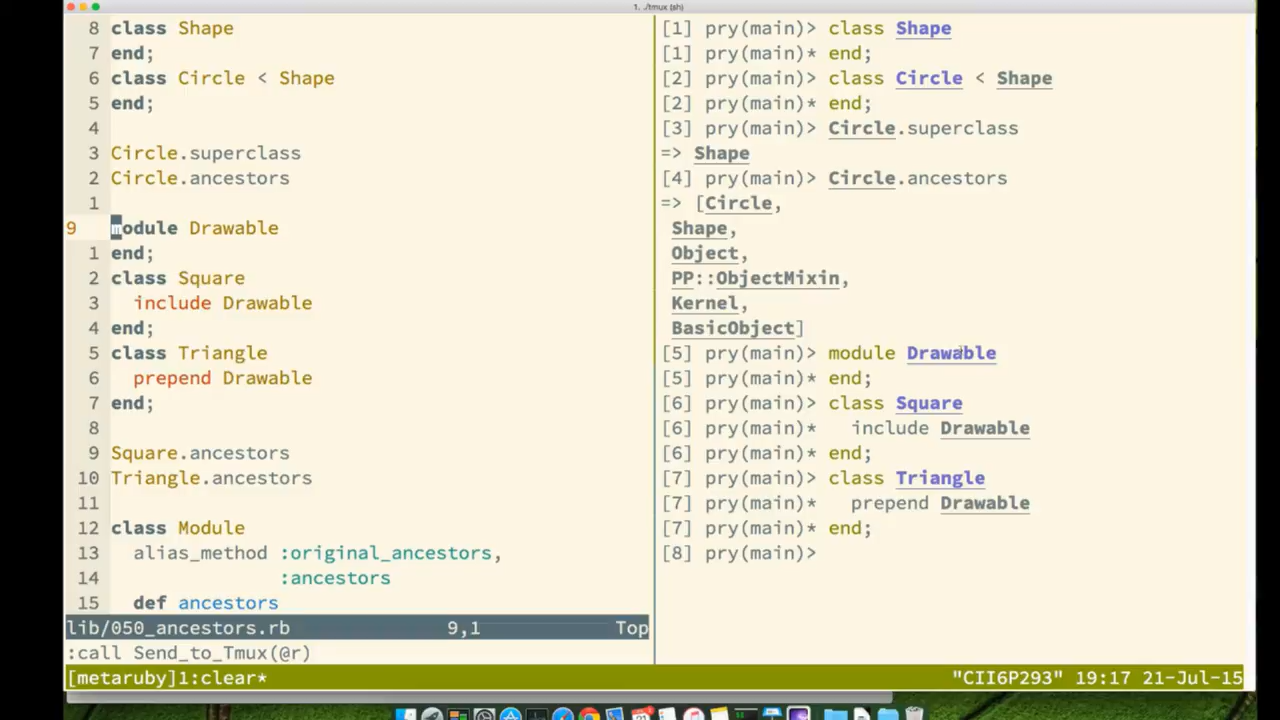 1. ./tmux (sh)
8 class Shape
7 end;
6 class Circle < Shape
5 end;
4
3 Circle.superclass
2 Circle.ancestors
1
9 module Drawable
1 end;
2 class Square
3 include Drawable
4 end;
5 class Triangle
6 prepend Drawable
7 end;
8
9 Square.ancestors
10 Triangle.ancestors
11
12 class Module
13 alias_method :original_ancestors,
14 :ancestors
15 def ancestors
lib/050_ancestors.rb 9,1 Top
:call Send_to_Tmux(@r)
[1] pry(main)> class Shape
[1] pry(main)* end;
[2] pry(main)> class Circle < Shape
[2] pry(main)* end;
[3] pry(main)> Circle.superclass
=> Shape
[4] pry(main)> Circle.ancestors
=> [Circle,
Shape,
Object,
PP::ObjectMixin,
Kernel,
BasicObject]
[5] pry(main)> module Drawable
[5] pry(main)* end;
[6] pry(main)> class Square
[6] pry(main)* include Drawable
[6] pry(main)* end;
[7] pry(main)> class Triangle
[7] pry(main)* prepend Drawable
[7] pry(main)* end;
[8] pry(main)>
[metaruby]1:clear* "CII6P293" 19:17 21-Jul-15